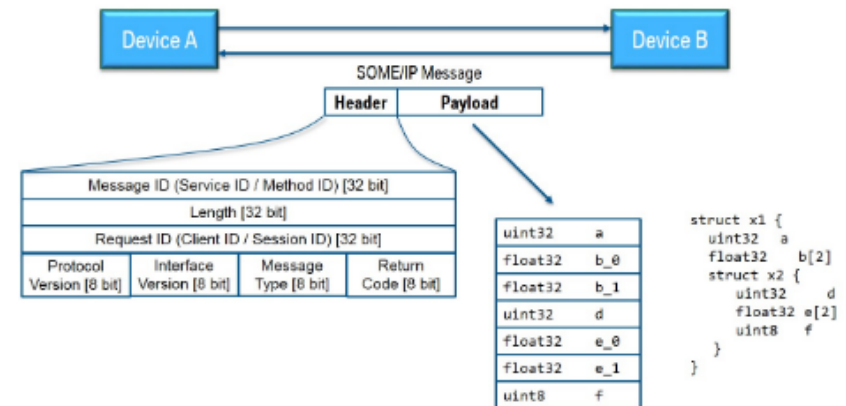 Device A
Device B
SOME/IP Message
Header Payload
Message ID (Service ID / Method ID) [32 bit]
Length [32 bit]
Request ID (Client ID / Session ID) [32 bit]
Protocol Version [8 bit]
Interface Version [8 bit]
Message Type [8 bit]
Return Code [8 bit]
uint32 a
float32 b_0
float32 b_1
uint32 d
float32 e_0
float32 e_1
uint8 f
struct x1 {
uint32 a
float32 b[2]
struct x2 {
uint32 d
float32 e[2]
uint8 f
}
}